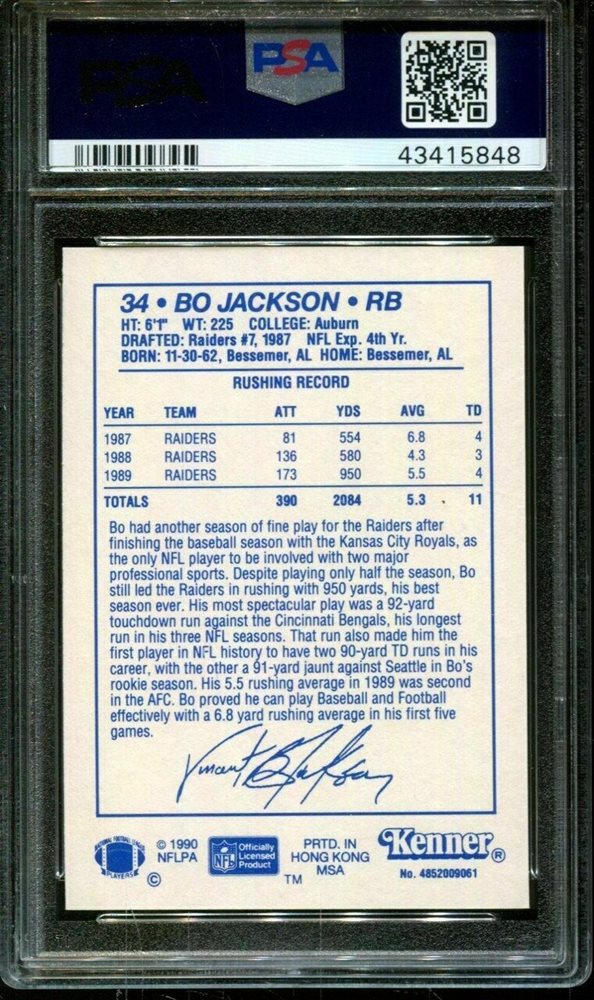 PSA PSA
43415848
34 • BO JACKSON • RB
HT: 6'1" WT: 225 COLLEGE: Auburn
DRAFTED: Raiders #7, 1987 NFL Exp. 4th Yr.
BORN: 11-30-62, Bessemer, AL HOME: Bessemer, AL
RUSHING RECORD
YEAR TEAM ATT YDS AVG TD
1987 RAIDERS 81 554 6.8 4
1988 RAIDERS 136 580 4.3 3
1989 RAIDERS 173 950 5.5 4
TOTALS 390 2084 5.3 11
Bo had another season of fine play for the Raiders after
finishing the baseball season with the Kansas City Royals, as
the only NFL player to be involved with two major
professional sports. Despite playing only half the season, Bo
still led the Raiders in rushing with 950 yards, his best
season ever. His most spectacular play was a 92-yard
touchdown run against the Cincinnati Bengals, his longest
run in his three NFL seasons. That run also made him the
first player in NFL history to have two 90-yard TD runs in his
career, with the other a 91-yard jaunt against Seattle in Bo's
rookie season. His 5.5 rushing average in 1989 was second
in the AFC. Bo proved he can play Baseball and Football
effectively with a 6.8 yard rushing average in his first five
games.
Vincent Bo Jackson
NATIONAL FOOTBALL LEAGUE
PLAYERS
©
© 1990
NFLPA
NFL
Officially
Licensed
Product
TM
PRTD. IN
HONG KONG
MSA
Kenner®
No. 4852009061